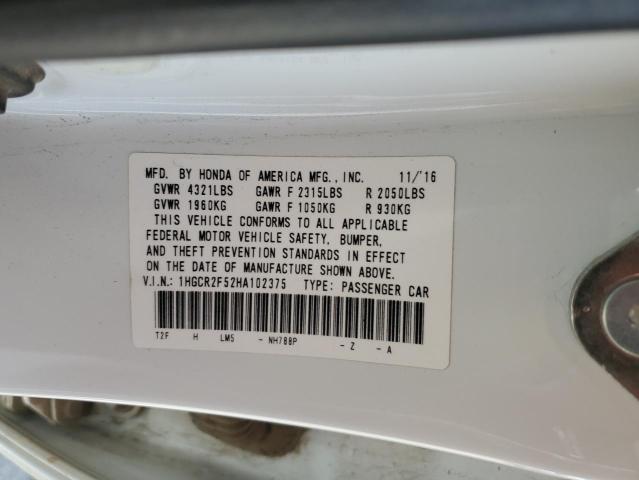 MFD. BY HONDA OF AMERICA MFG., INC. 11/'16
GVWR 4321LBS GAWR F 2315LBS R 2050LBS
GVWR 1960KG GAWR F 1050KG R 930KG
THIS VEHICLE CONFORMS TO ALL APPLICABLE
FEDERAL MOTOR VEHICLE SAFETY, BUMPER,
AND THEFT PREVENTION STANDARDS IN EFFECT
ON THE DATE OF MANUFACTURE SHOWN ABOVE.
V.I.N.: 1HGCR2F52HA102375 TYPE: PASSENGER CAR
T2F H LM5 - NH788P - Z - A